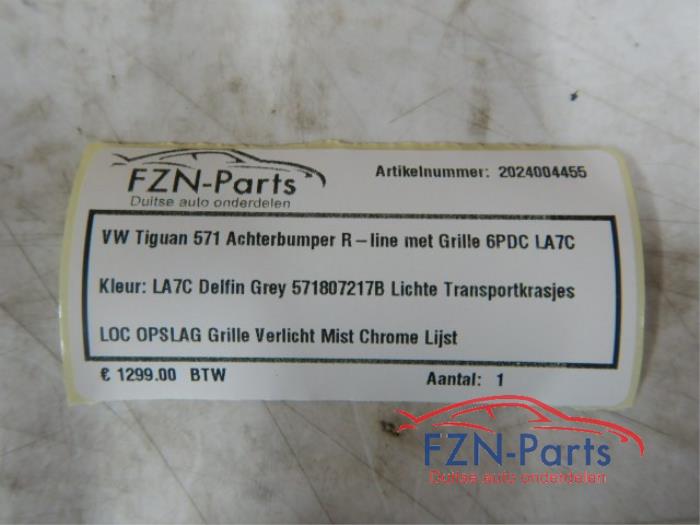 FZN-Parts
Duitse auto onderdelen
Artikelnummer: 2024004455
VW Tiguan 571 Achterbumper R-line met Grille 6PDC LA7C
Kleur: LA7C Delfin Grey 571807217B Lichte Transportkrasjes
LOC OPSLAG Grille Verlicht Mist Chrome Lijst
€ 1299.00 BTW
Aantal: 1
FZN-Parts
Duitse auto onderdelen